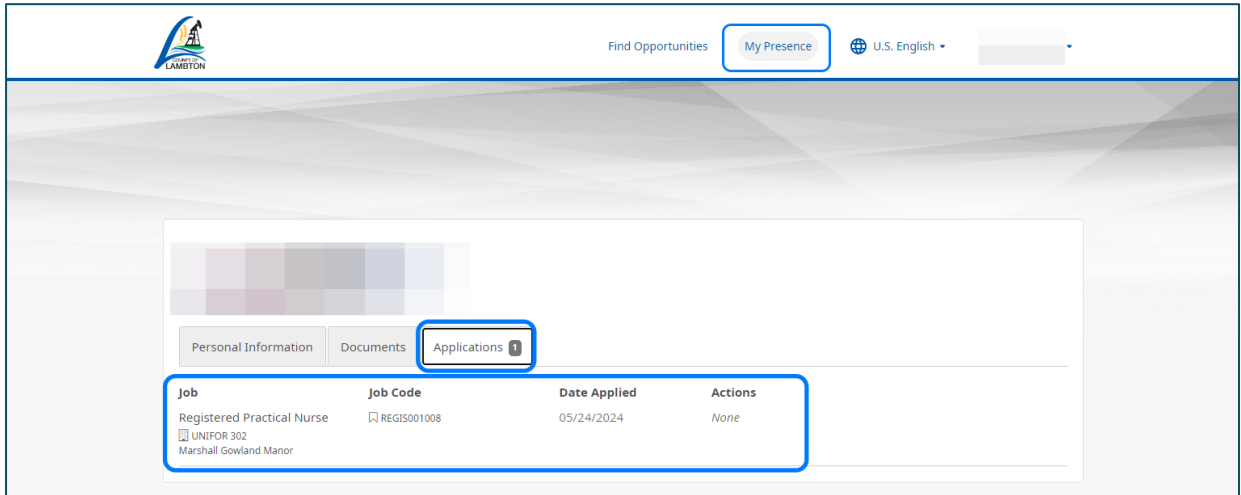 COUNTY OF
LAMBTON
Find Opportunities My Presence U.S. English
Personal Information Documents Applications 1
Job Job Code Date Applied Actions
Registered Practical Nurse REGIS001008 05/24/2024 None
UNIFOR 302
Marshall Gowland Manor